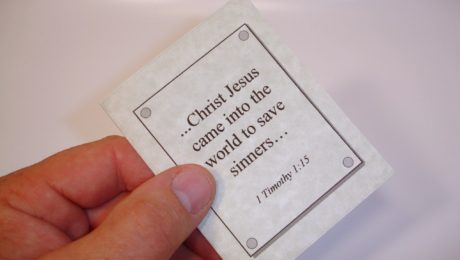 ...Christ Jesus
came into the
world to save
sinners...
1 Timothy 1:15